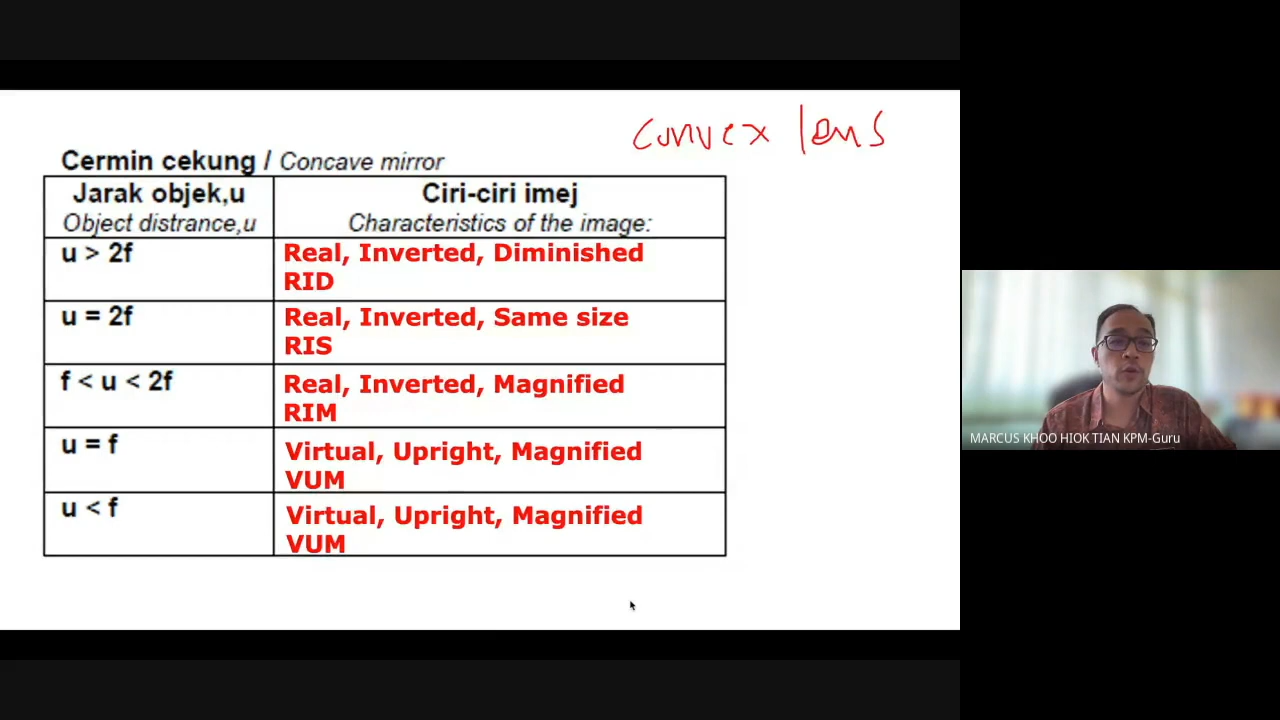 convex lens
Cermin cekung / Concave mirror
Jarak objek,u
Object distrance,u
Ciri-ciri imej
Characteristics of the image:
u > 2f
Real, Inverted, Diminished
RID
u = 2f
Real, Inverted, Same size
RIS
f < u < 2f
Real, Inverted, Magnified
RIM
u = f
Virtual, Upright, Magnified
VUM
u < f
Virtual, Upright, Magnified
VUM
MARCUS KHOO HIOK TIAN KPM-Guru